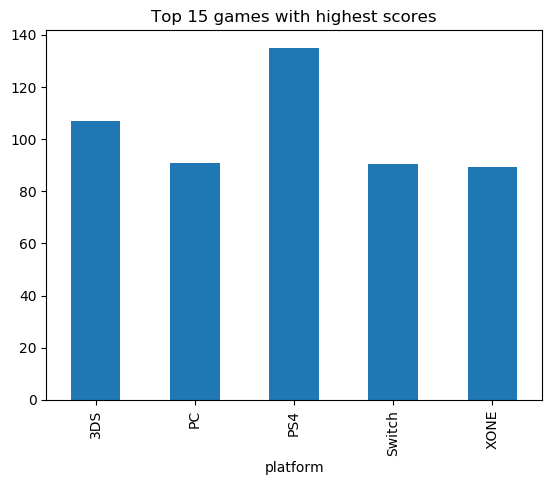 Top 15 games with highest scores
140
120
100
80
60
40
20
0
3DS
PC
PS4
Switch
XONE
platform